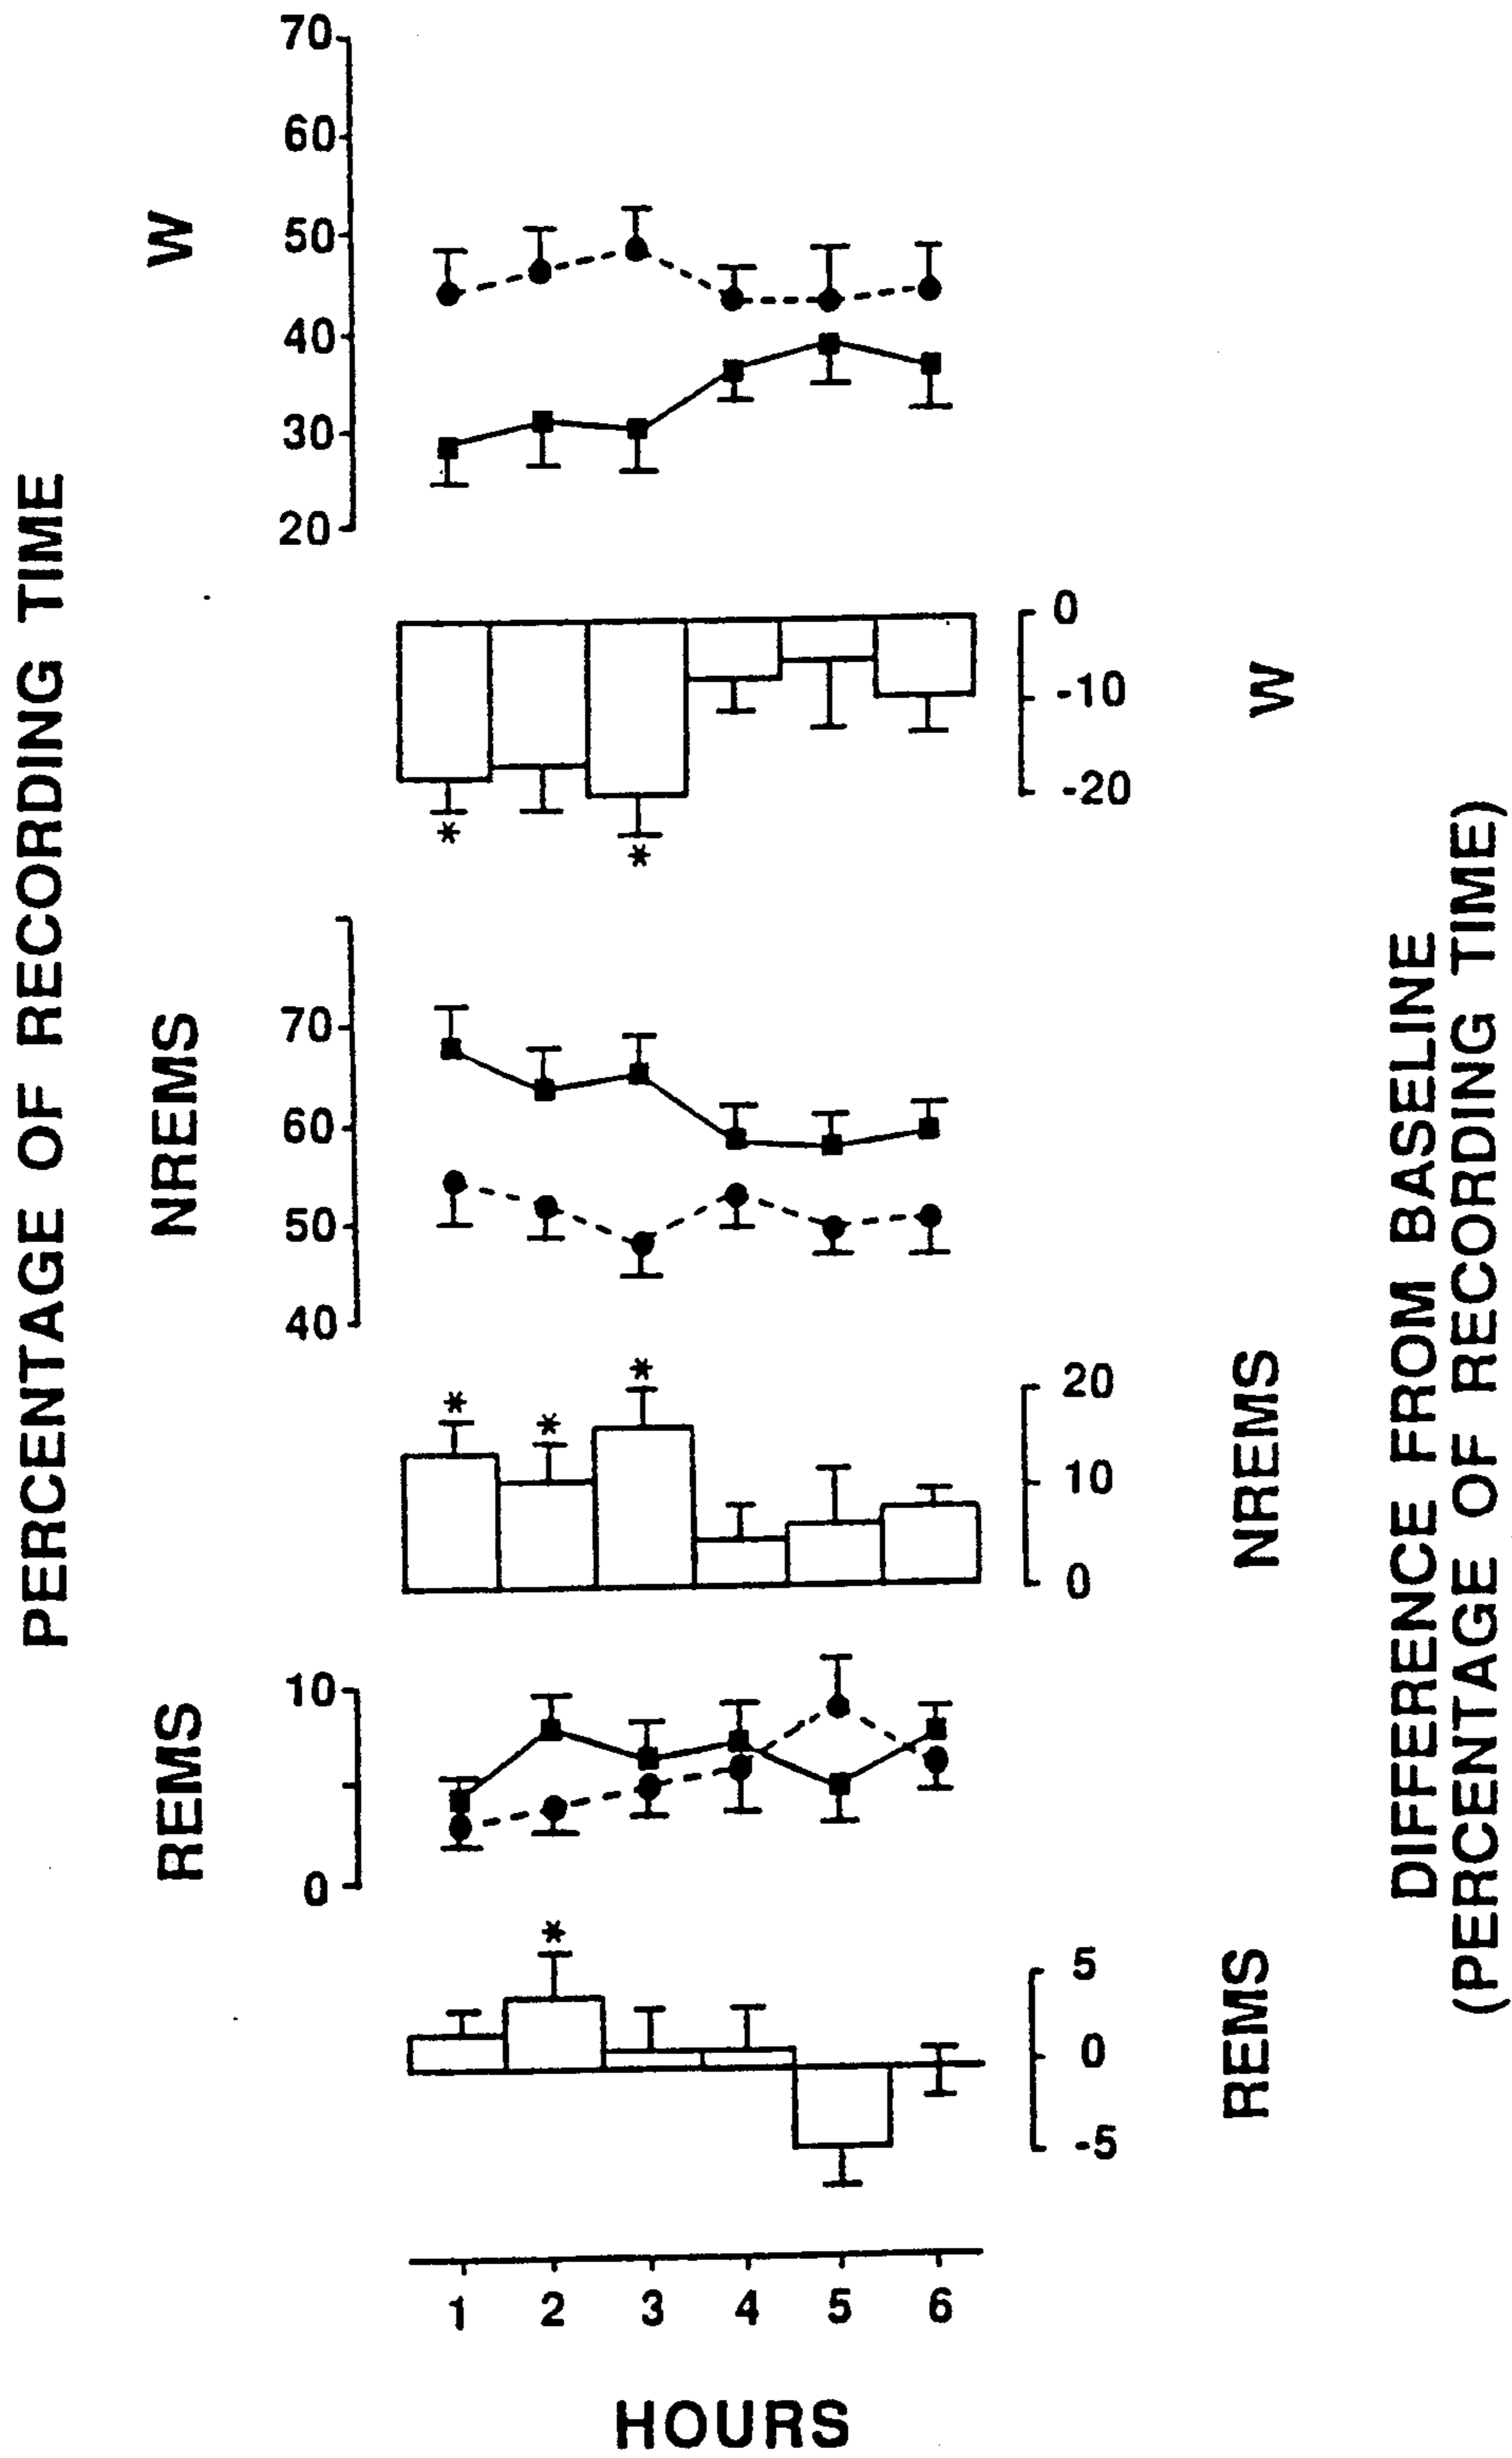 PERCENTAGE OF RECORDING TIME
W
70
60
50
40
30
20
0
-10
-20
W
*
*
NREMS
70
60
50
40
*
*
*
20
10
0
NREMS
REMS
10
0
*
5
0
-5
REMS
DIFFERENCE FROM BASELINE
(PERCENTAGE OF RECORDING TIME)
1 2 3 4 5 6
HOURS